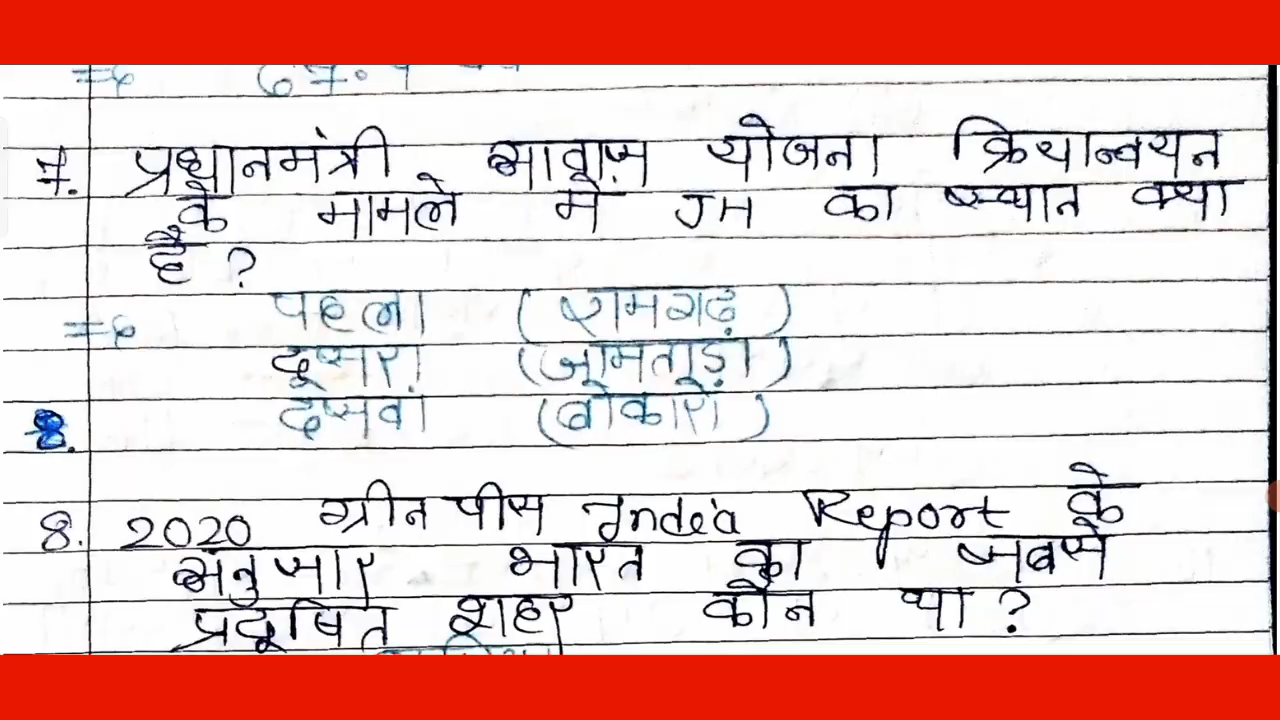 7. प्रधानमंत्री आवास योजना क्रियान्वयन
के मामले में JH का स्थान क्या
है ?
=> पहला (रामगढ़)
दूसरा (जामताड़ा)
दसवां (बोकारो)
8.
8. 2020 ग्रीन पीस India Report के
अनुसार भारत का सबसे
प्रदूषित शहर कौन था ?